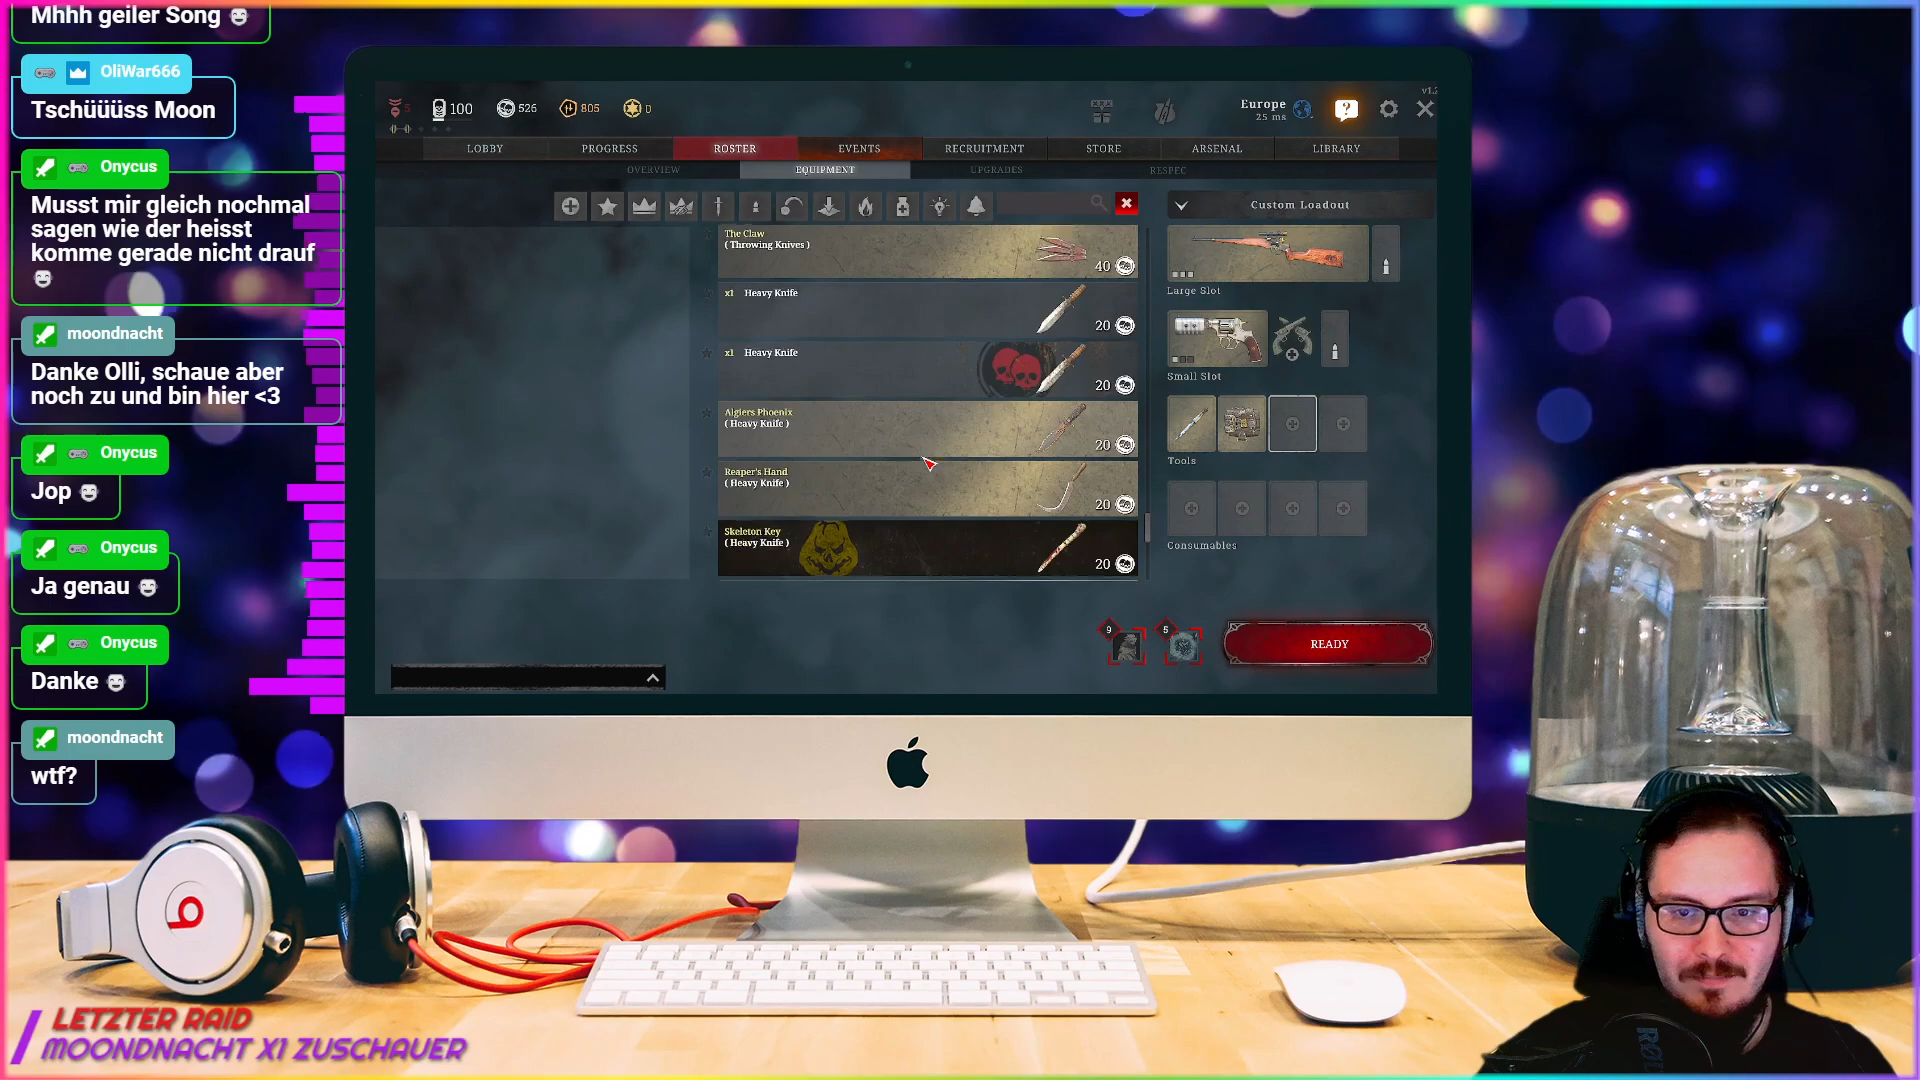 Mhhh geiler Song
OliWar666
Tschüüüss Moon
Onycus
Musst mir gleich nochmal
sagen wie der heisst
komme gerade nicht drauf
moondnacht
Danke Olli, schaue aber
noch zu und bin hier <3
Onycus
Jop
Onycus
Ja genau
Onycus
Danke
moondnacht
wtf?
LETZTER RAID
MOONDNACHT X1 ZUSCHAUER
5
100
526
805
0
Europe
25 ms
LOBBY
PROGRESS
ROSTER
EVENTS
RECRUITMENT
STORE
ARSENAL
LIBRARY
OVERVIEW
EQUIPMENT
UPGRADES
RESPEC
The Claw
( Throwing Knives )
40
x1 Heavy Knife
20
x1 Heavy Knife
20
Algiers Phoenix
( Heavy Knife )
20
Reaper's Hand
( Heavy Knife )
20
Skeleton Key
( Heavy Knife )
20
Custom Loadout
Large Slot
Small Slot
Tools
Consumables
9
5
READY